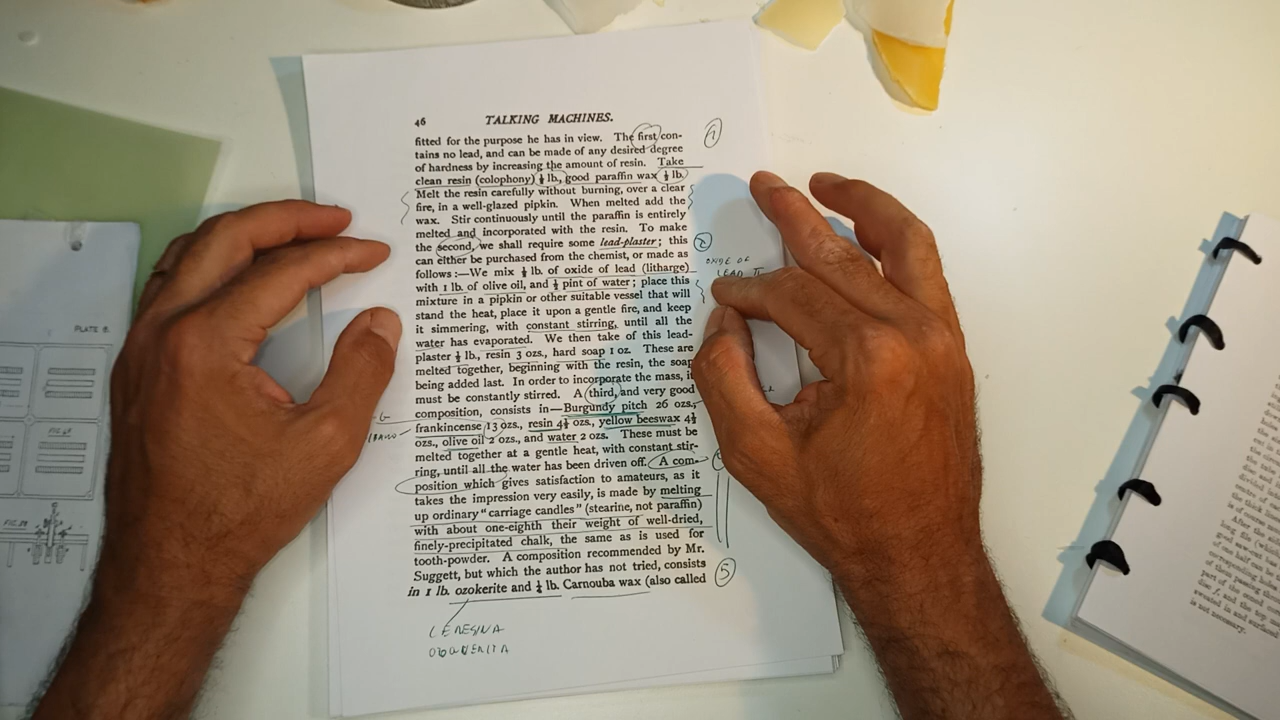 46 TALKING MACHINES.
fitted for the purpose he has in view. The first con-
tains no lead, and can be made of any desired degree
of hardness by increasing the amount of resin. Take
clean resin (colophony) ½ lb., good paraffin wax ½ lb.
Melt the resin carefully without burning, over a clear
fire, in a well-glazed pipkin. When melted add the
wax. Stir continuously until the paraffin is entirely
melted and incorporated with the resin. To make
the second, we shall require some lead-plaster; this
can either be purchased from the chemist, or made as
follows:—We mix ½ lb. of oxide of lead (litharge)
with 1 lb. of olive oil, and ½ pint of water; place this
mixture in a pipkin or other suitable vessel that will
stand the heat, place it upon a gentle fire, and keep
it simmering, with constant stirring, until all the
water has evaporated. We then take of this lead-
plaster ½ lb., resin 3 ozs., hard soap 1 oz. These are
melted together, beginning with the resin, the soap
being added last. In order to incorporate the mass, it
must be constantly stirred. A third, and very good
composition, consists in—Burgundy pitch 26 ozs.,
frankincense 13 ozs., resin 4½ ozs., yellow beeswax 4½
ozs., olive oil 2 ozs., and water 2 ozs. These must be
melted together at a gentle heat, with constant stir-
ring, until all the water has been driven off. A com-
position which gives satisfaction to amateurs, as it
takes the impression very easily, is made by melting
up ordinary "carriage candles" (stearine, not paraffin)
with about one-eighth their weight of well-dried,
finely-precipitated chalk, the same as is used for
tooth-powder. A composition recommended by Mr.
Suggett, but which the author has not tried, consists
in 1 lb. ozokerite and ¼ lb. Carnouba wax (also called
1
2
OXIDE OF
LEAD II
5
CERESINA
OZOQUERITA
PLATE 8.
is not necessary.